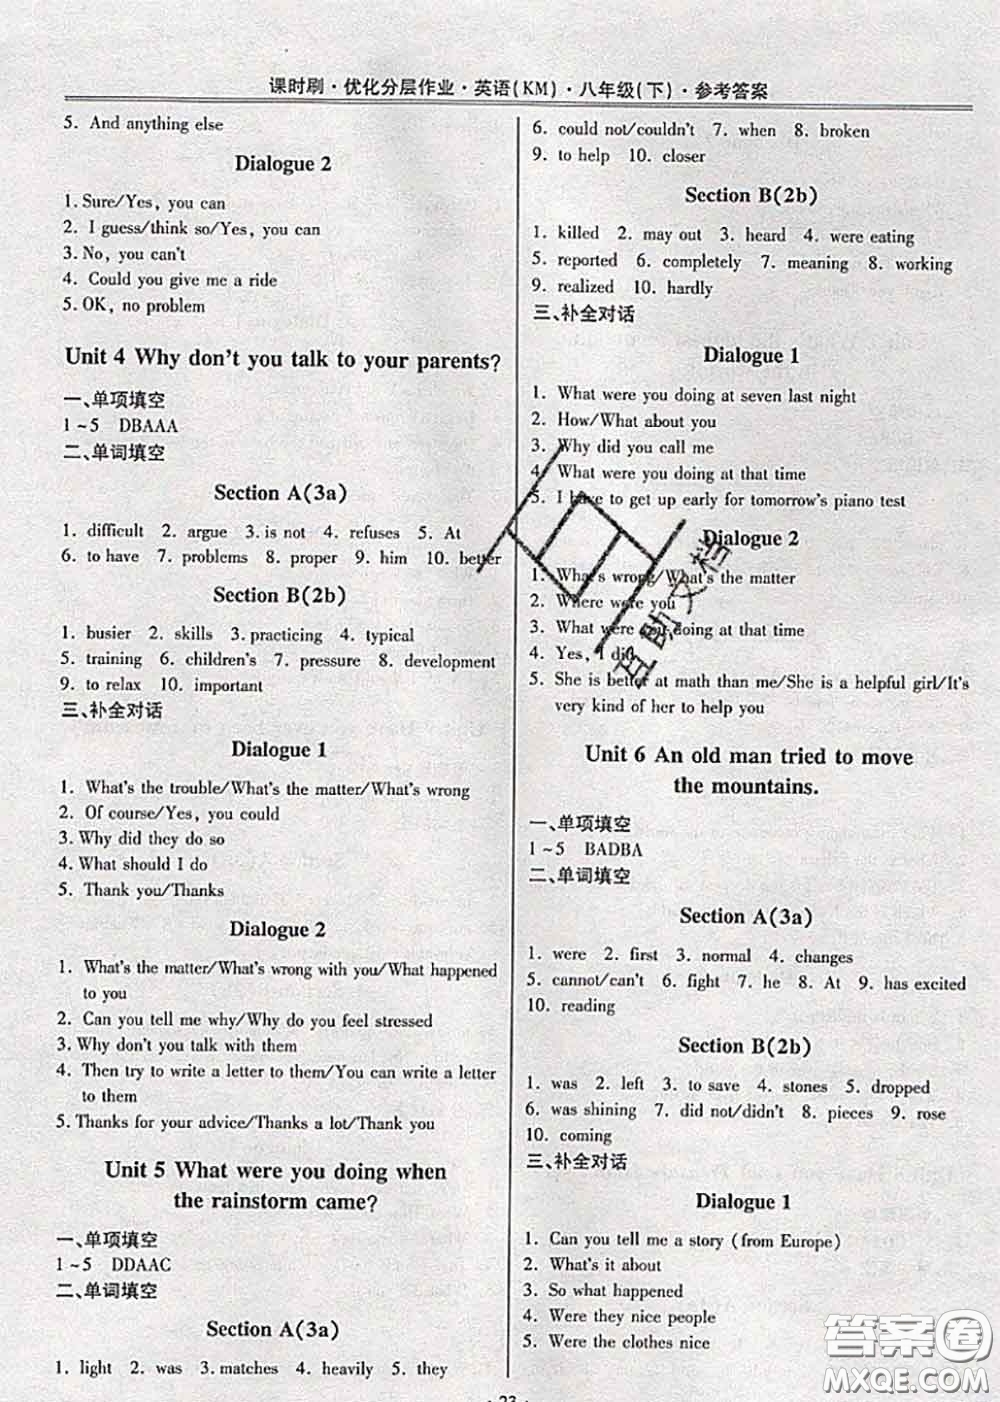 课时刷·优化分层作业·英语(KM)·八年级(下)·参考答案
5. And anything else
Dialogue 2
1. Sure/Yes, you can
2. I guess/think so/Yes, you can
3. No, you can't
4. Could you give me a ride
5. OK, no problem
Unit 4 Why don't you talk to your parents?
一、单项填空
1~5 DBAAA
二、单词填空
Section A(3a)
1. difficult 2. argue 3. is not 4. refuses 5. At
6. to have 7. problems 8. proper 9. him 10. better
Section B(2b)
1. busier 2. skills 3. practicing 4. typical
5. training 6. children's 7. pressure 8. development
9. to relax 10. important
三、补全对话
Dialogue 1
1. What's the trouble/What's the matter/What's wrong
2. Of course/Yes, you could
3. Why did they do so
4. What should I do
5. Thank you/Thanks
Dialogue 2
1. What's the matter/What's wrong with you/What happened
to you
2. Can you tell me why/Why do you feel stressed
3. Why don't you talk with them
4. Then try to write a letter to them/You can write a letter
to them
5. Thanks for your advice/Thanks a lot/Thank you
Unit 5 What were you doing when
the rainstorm came?
一、单项填空
1~5 DDAAC
二、单词填空
Section A(3a)
1. light 2. was 3. matches 4. heavily 5. they
6. could not/couldn't 7. when 8. broken
9. to help 10. closer
Section B(2b)
1. killed 2. may out 3. heard 4. were eating
5. reported 6. completely 7. meaning 8. working
9. realized 10. hardly
三、补全对话
Dialogue 1
1. What were you doing at seven last night
2. How/What about you
3. Why did you call me
4. What were you doing at that time
5. I have to get up early for tomorrow's piano test
Dialogue 2
1. What's wrong/What's the matter
2. Where were you
3. What were you doing at that time
4. Yes, I did
5. She is better at math than me/She is a helpful girl/It's
very kind of her to help you
Unit 6 An old man tried to move
the mountains.
一、单项填空
1~5 BADBA
二、单词填空
Section A(3a)
1. were 2. first 3. normal 4. changes
5. cannot/can't 6. fight 7. he 8. At 9. has excited
10. reading
Section B(2b)
1. was 2. left 3. to save 4. stones 5. dropped
6. was shining 7. did not/didn't 8. pieces 9. rose
10. coming
三、补全对话
Dialogue 1
1. Can you tell me a story (from Europe)
2. What's it about
3. So what happened
4. Were they nice people
5. Were the clothes nice
· 23 ·
互助文档
答案圈
MXQE.COM